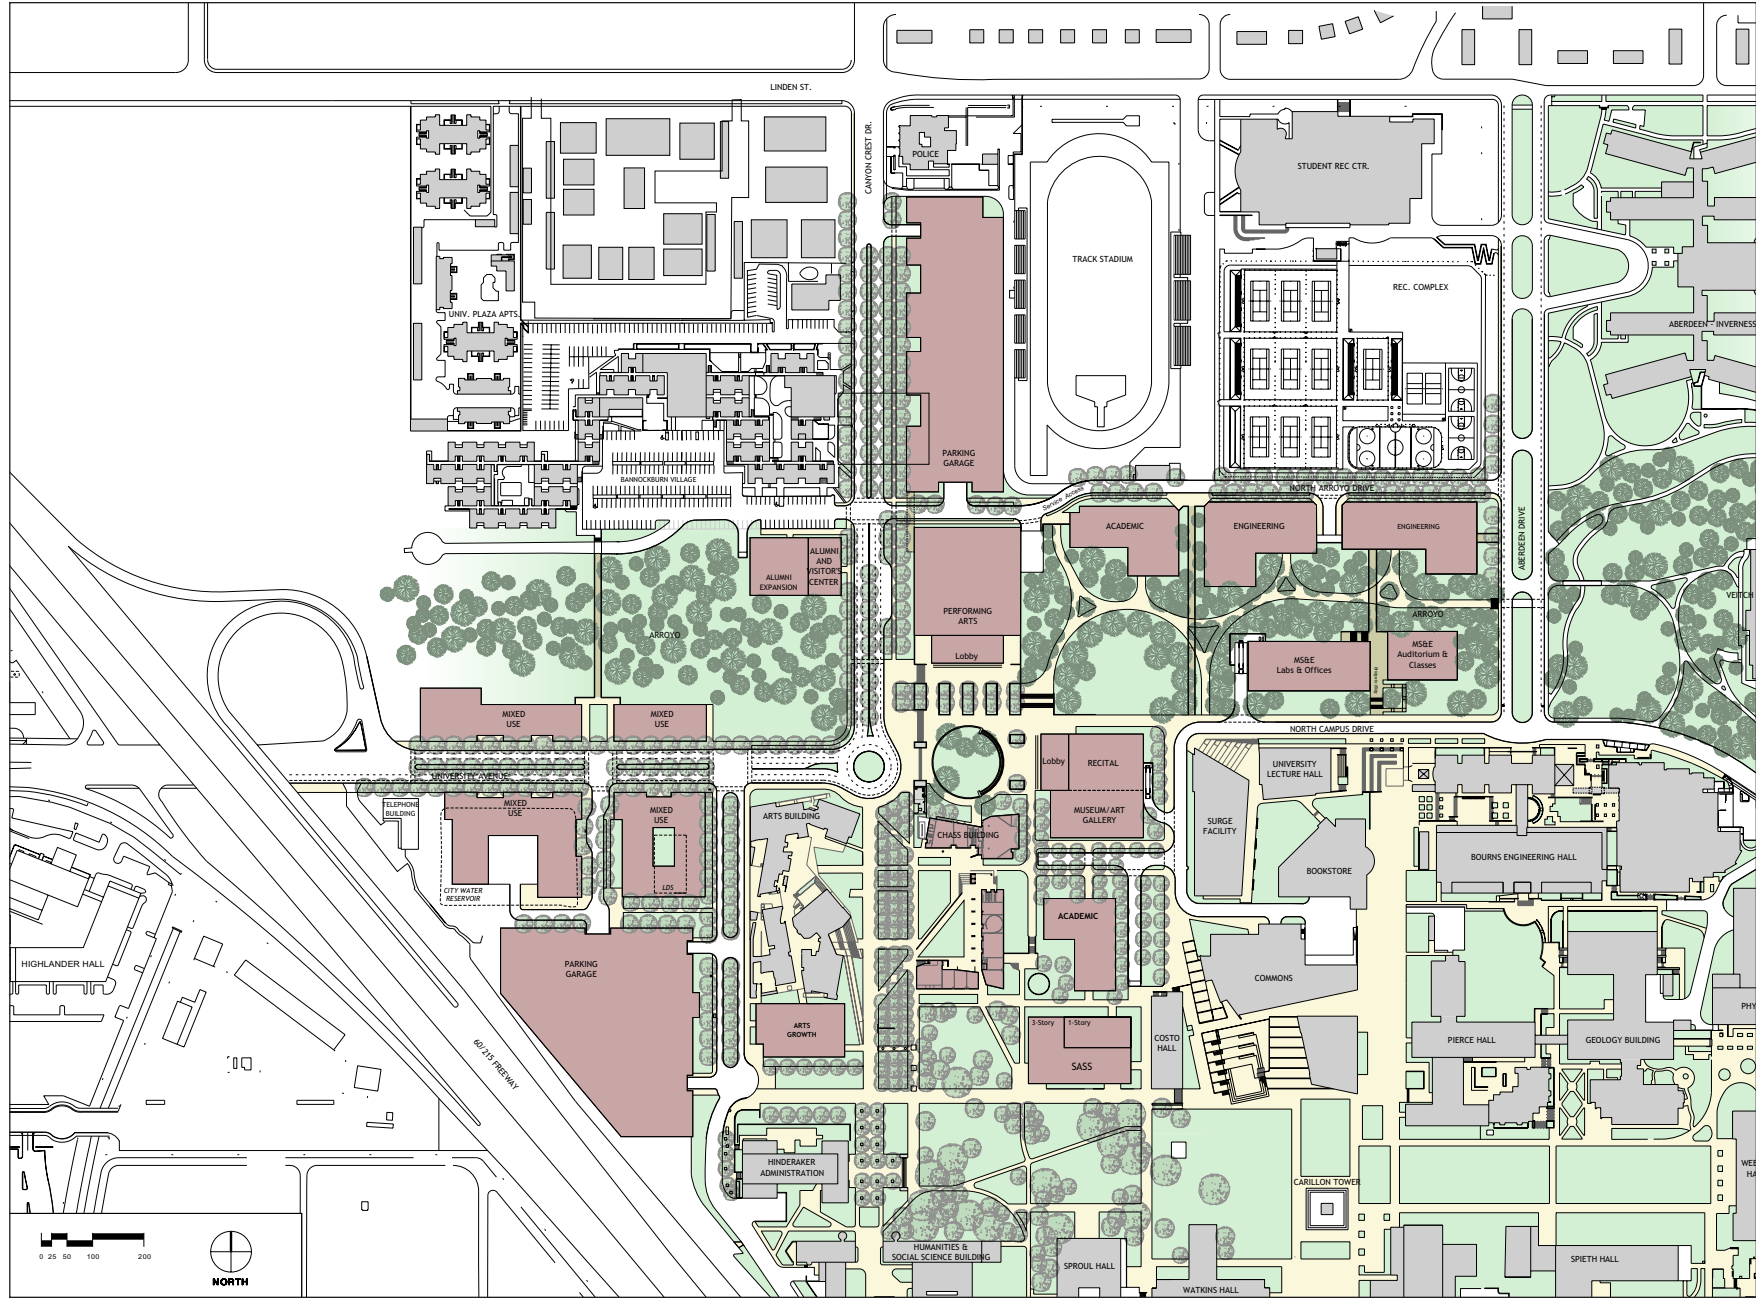 LINDEN ST.
CANYON CREST DR.
POLICE
STUDENT REC CTR.
TRACK STADIUM
REC. COMPLEX
UNIV. PLAZA APTS.
ABERDEEN - INVERNESS
PARKING
GARAGE
BANNOCKBURN VILLAGE
NORTH ARROYO DRIVE
Service Access
ACADEMIC
ENGINEERING
ENGINEERING
ABERDEEN DRIVE
ALUMNI
AND
VISITOR'S
CENTER
ALUMNI
EXPANSION
PERFORMING
ARTS
Lobby
ARROYO
ARROYO
VEITCH
MS&E
Labs & Offices
MS&E
Auditorium &
Classes
MIXED
USE
MIXED
USE
NORTH CAMPUS DRIVE
UNIVERSITY AVENUE
Lobby
RECITAL
UNIVERSITY
LECTURE HALL
TELEPHONE
BUILDING
MIXED
USE
MIXED
USE
ARTS BUILDING
CHASS BUILDING
MUSEUM/ART
GALLERY
SURGE
FACILITY
BOOKSTORE
BOURNS ENGINEERING HALL
CITY WATER
RESERVOIR
LDS
ACADEMIC
HIGHLANDER HALL
PARKING
GARAGE
COMMONS
PHY
ARTS
GROWTH
3-Story
1-Story
SASS
COSTO
HALL
PIERCE HALL
GEOLOGY BUILDING
60/215 FREEWAY
HINDERAKER
ADMINISTRATION
CARILLON TOWER
WEB
HA
HUMANITIES &
SOCIAL SCIENCE BUILDING
SPROUL HALL
WATKINS HALL
SPIETH HALL
0 25 50 100 200
NORTH